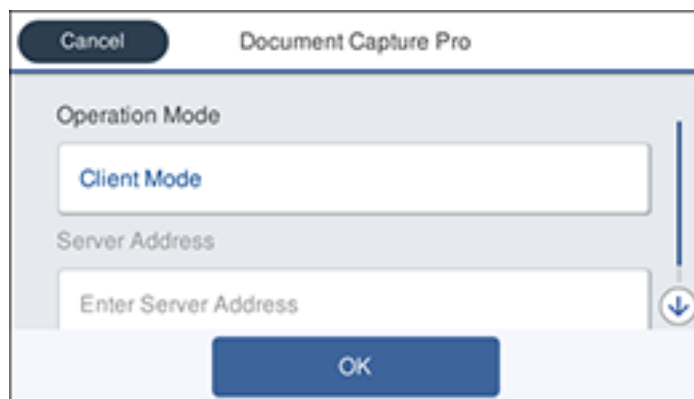 Cancel
Document Capture Pro
Operation Mode
Client Mode
Server Address
Enter Server Address
OK